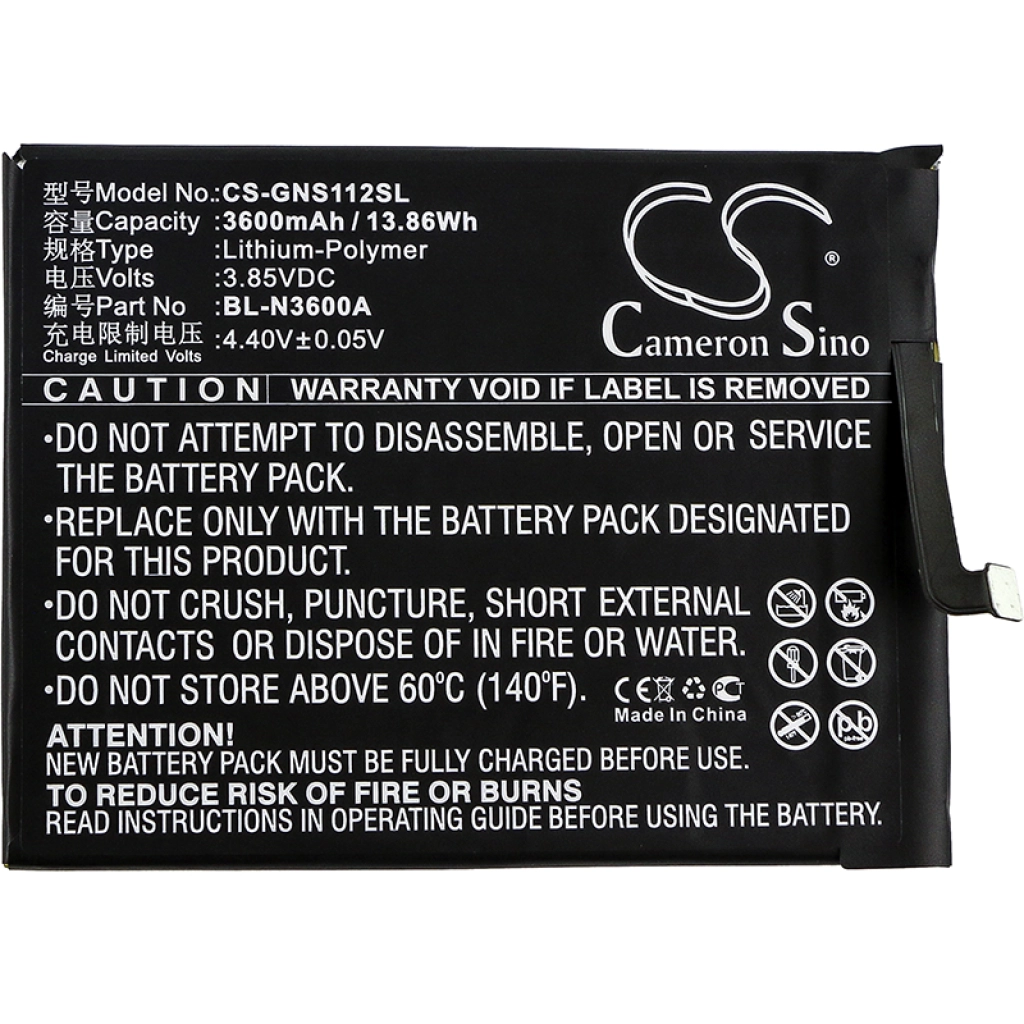 型号Model No.:CS-GNS112SL
容量Capacity :3600mAh / 13.86Wh
规格Type :Lithium-Polymer
电压Volts :3.85VDC
编号Part No :BL-N3600A
充电限制电压 :4.40V±0.05V
Charge Limited Volts
CS ®
Cameron Sino
CAUTION WARRANTY VOID IF LABEL IS REMOVED
•DO NOT ATTEMPT TO DISASSEMBLE, OPEN OR SERVICE
THE BATTERY PACK.
•REPLACE ONLY WITH THE BATTERY PACK DESIGNATED
FOR THIS PRODUCT.
•DO NOT CRUSH, PUNCTURE, SHORT EXTERNAL
CONTACTS OR DISPOSE OF IN FIRE OR WATER.
•DO NOT STORE ABOVE 60°C (140°F).
CE PCT
Made In China
Pb
pb-free
ATTENTION!
NEW BATTERY PACK MUST BE FULLY CHARGED BEFORE USE.
TO REDUCE RISK OF FIRE OR BURNS
READ INSTRUCTIONS IN OPERATING GUIDE BEFORE USING THE BATTERY.